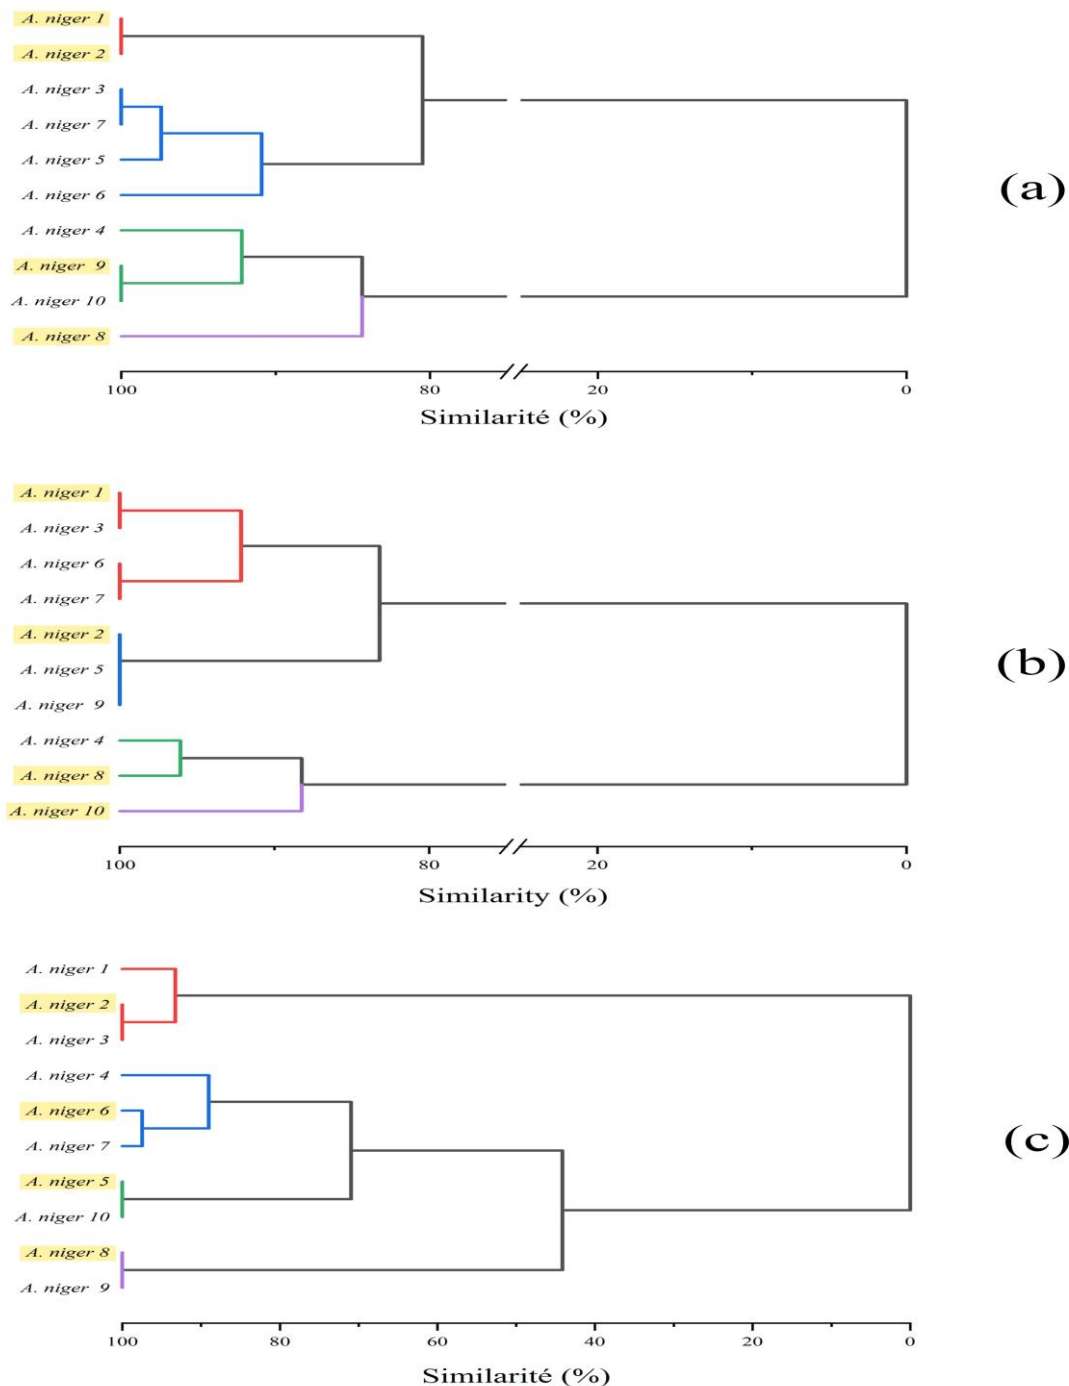 A. niger 1
A. niger 2
A. niger 3
A. niger 7
A. niger 5
A. niger 6
A. niger 4
A. niger 9
A. niger 10
A. niger 8
(a)
100 80 20 0
Similarité (%)
A. niger 1
A. niger 3
A. niger 6
A. niger 7
A. niger 2
A. niger 5
A. niger 9
A. niger 4
A. niger 8
A. niger 10
(b)
100 80 20 0
Similarity (%)
A. niger 1
A. niger 2
A. niger 3
A. niger 4
A. niger 6
A. niger 7
A. niger 5
A. niger 10
A. niger 8
A. niger 9
(c)
100 80 60 40 20 0
Similarité (%)